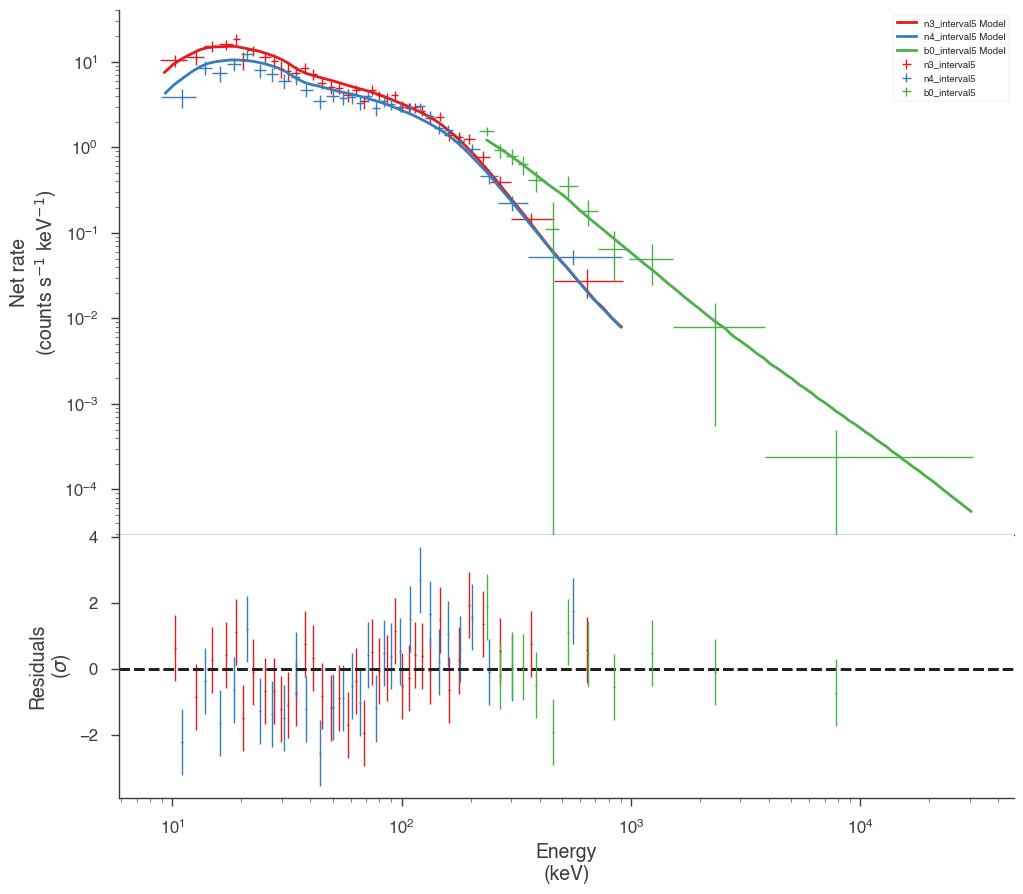 n3_interval5 Model
n4_interval5 Model
b0_interval5 Model
n3_interval5
n4_interval5
b0_interval5
Net rate
(counts s⁻¹ keV⁻¹)
10¹
10⁰
10⁻¹
10⁻²
10⁻³
10⁻⁴
Residuals
(σ)
4
2
0
−2
10¹
10²
10³
10⁴
Energy
(keV)